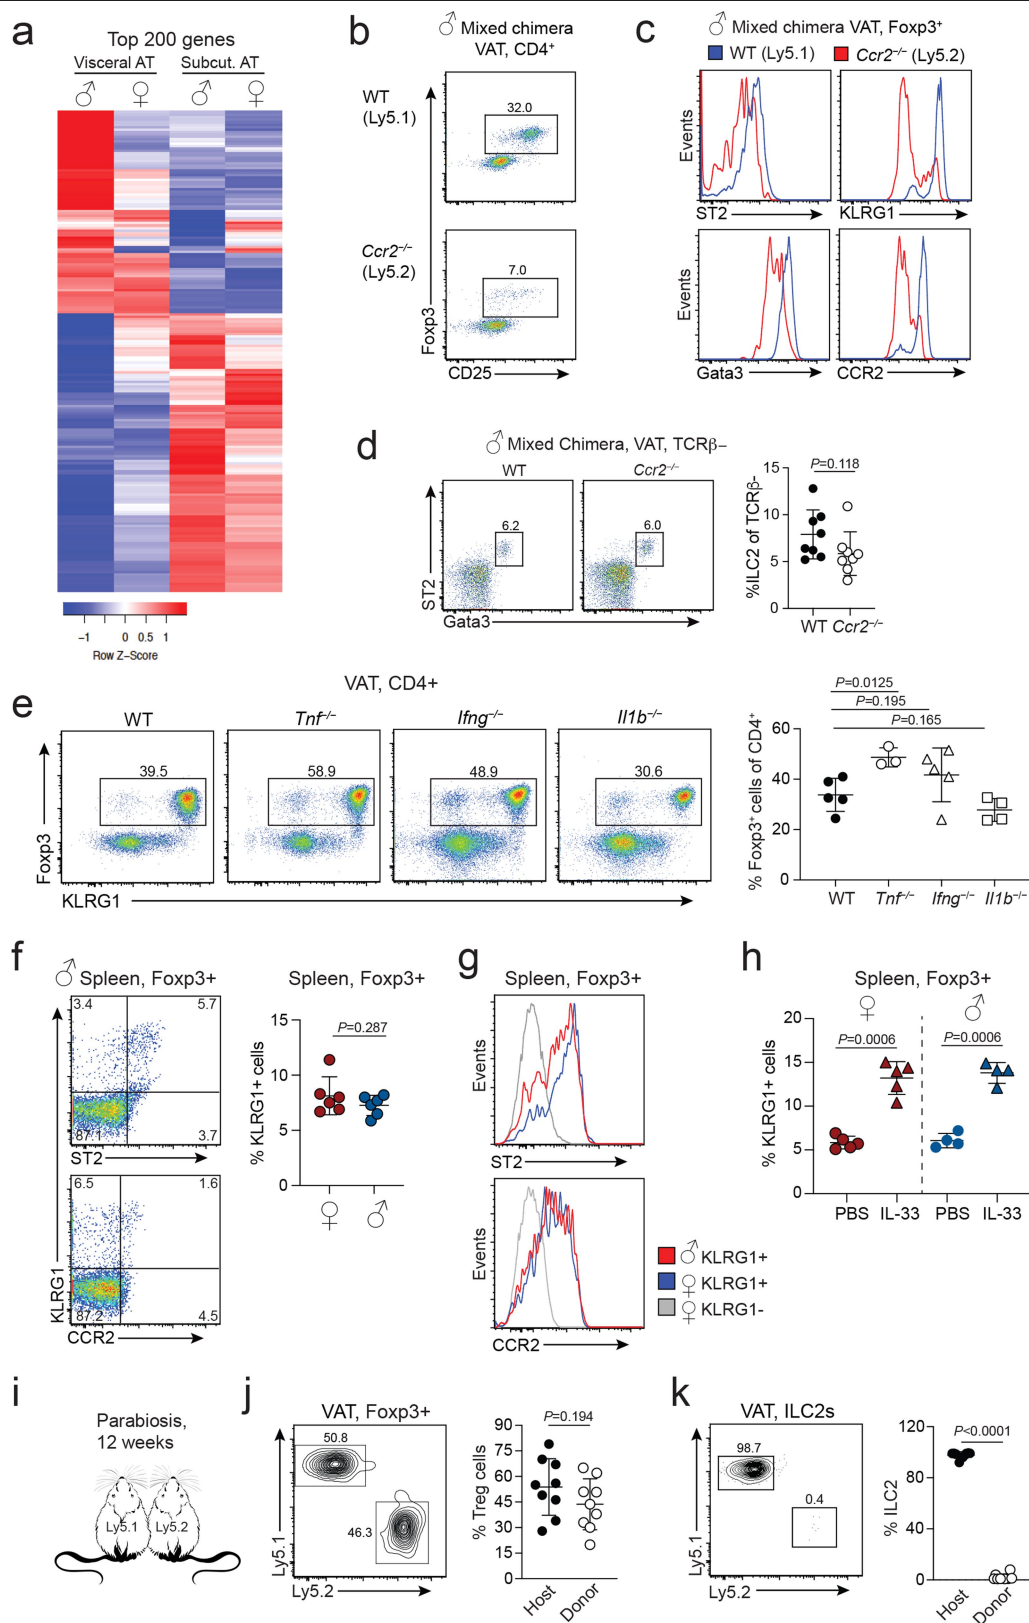 a
Top 200 genes
Visceral AT Subcut. AT
♂ ♀ ♂ ♀
−1 0 0.5 1
Row Z−Score
b
♂ Mixed chimera
VAT, CD4⁺
WT
(Ly5.1)
32.0
Ccr2⁻/⁻
(Ly5.2)
7.0
Foxp3
CD25
c
♂ Mixed chimera VAT, Foxp3⁺
WT (Ly5.1) Ccr2⁻/⁻ (Ly5.2)
Events
ST2 KLRG1
Events
Gata3 CCR2
d
♂ Mixed Chimera, VAT, TCRβ−
WT Ccr2⁻/⁻
6.2 6.0
ST2
Gata3
P=0.118
%ILC2 of TCRβ-
15
10
5
0
WT Ccr2⁻/⁻
e
VAT, CD4+
WT Tnf⁻/⁻ Ifng⁻/⁻ Il1b⁻/⁻
39.5 58.9 48.9 30.6
Foxp3
KLRG1
P=0.0125
P=0.195
P=0.165
% Foxp3⁺ cells of CD4⁺
60
40
20
0
WT Tnf⁻/⁻ Ifng⁻/⁻ Il1b⁻/⁻
f
♂ Spleen, Foxp3+
3.4 5.7
87.1 3.7
ST2
6.5 1.6
87.2 4.5
KLRG1
CCR2
Spleen, Foxp3+
P=0.287
% KLRG1+ cells
15
10
5
0
♀ ♂
g
Spleen, Foxp3+
Events
ST2
Events
CCR2
♂ KLRG1+
♀ KLRG1+
♀ KLRG1-
h
Spleen, Foxp3+
♀ ♂
P=0.0006 P=0.0006
% KLRG1+ cells
20
15
10
5
0
PBS IL-33 PBS IL-33
i
Parabiosis,
12 weeks
Ly5.1 Ly5.2
j
VAT, Foxp3+
50.8
46.3
Ly5.1
Ly5.2
P=0.194
% Treg cells
90
75
60
45
30
15
0
Host Donor
k
VAT, ILC2s
98.7
0.4
Ly5.1
Ly5.2
P<0.0001
% ILC2
120
80
40
0
Host Donor